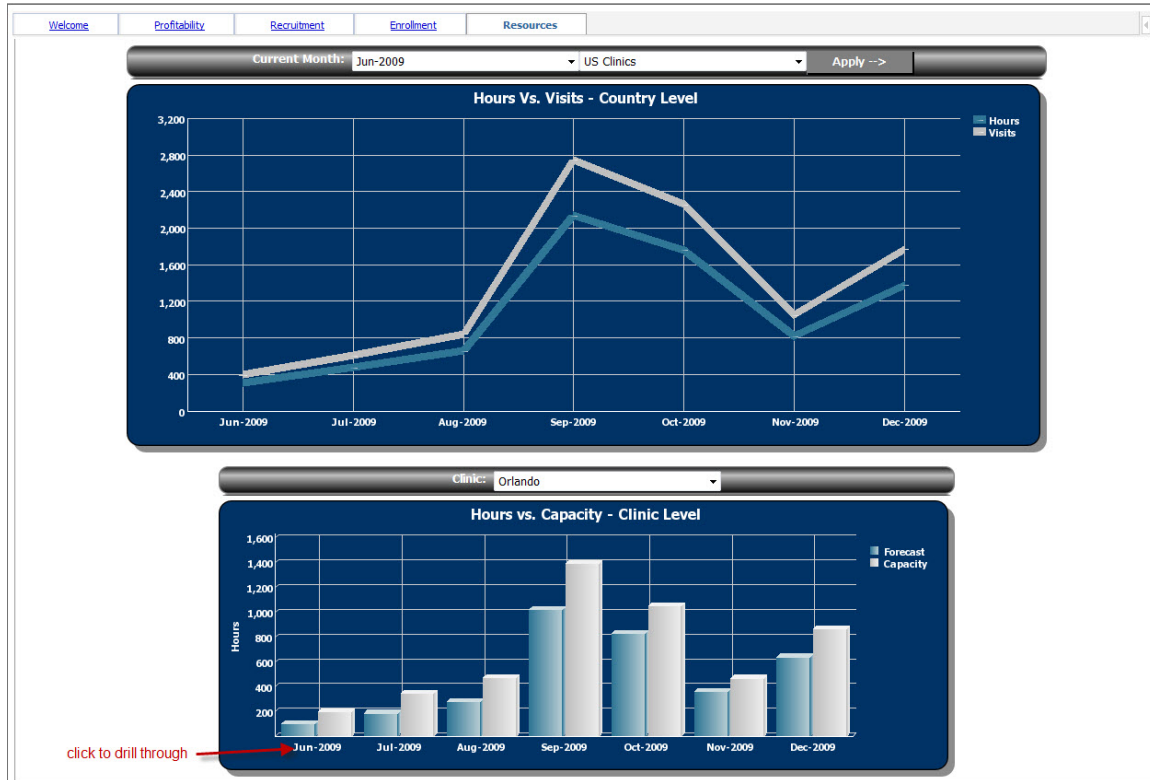 Welcome Profitability Recruitment Enrollment Resources
Current Month: Jun-2009 US Clinics Apply -->
Hours Vs. Visits - Country Level
Hours
Visits
3,200
2,800
2,400
2,000
1,600
1,200
800
400
0
Jun-2009 Jul-2009 Aug-2009 Sep-2009 Oct-2009 Nov-2009 Dec-2009
Clinic: Orlando
Hours vs. Capacity - Clinic Level
Forecast
Capacity
Hours
1,600
1,400
1,200
1,000
800
600
400
200
Jun-2009 Jul-2009 Aug-2009 Sep-2009 Oct-2009 Nov-2009 Dec-2009
click to drill through